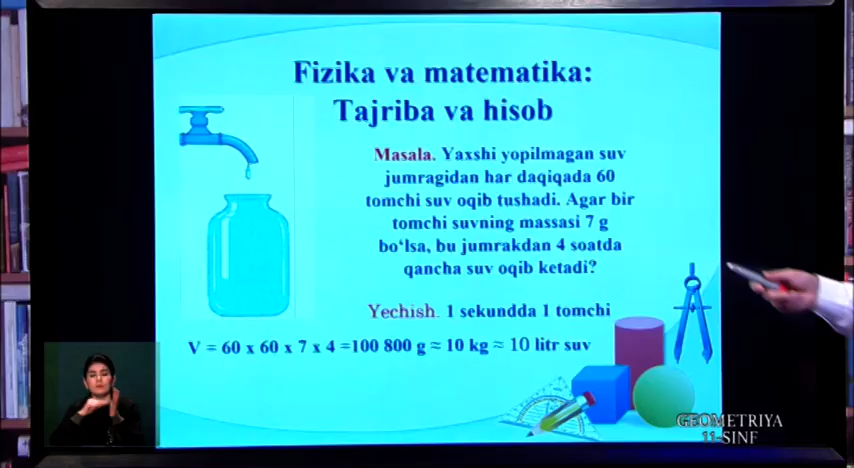 Fizika va matematika:
Tajriba va hisob
Masala. Yaxshi yopilmagan suv
jumragidan har daqiqada 60
tomchi suv oqib tushadi. Agar bir
tomchi suvning massasi 7 g
bo‘lsa, bu jumrakdan 4 soatda
qancha suv oqib ketadi?
Yechish. 1 sekundda 1 tomchi
V = 60 x 60 x 7 x 4 =100 800 g ≈ 10 kg ≈ 10 litr suv
GEOMETRIYA
11-SINF